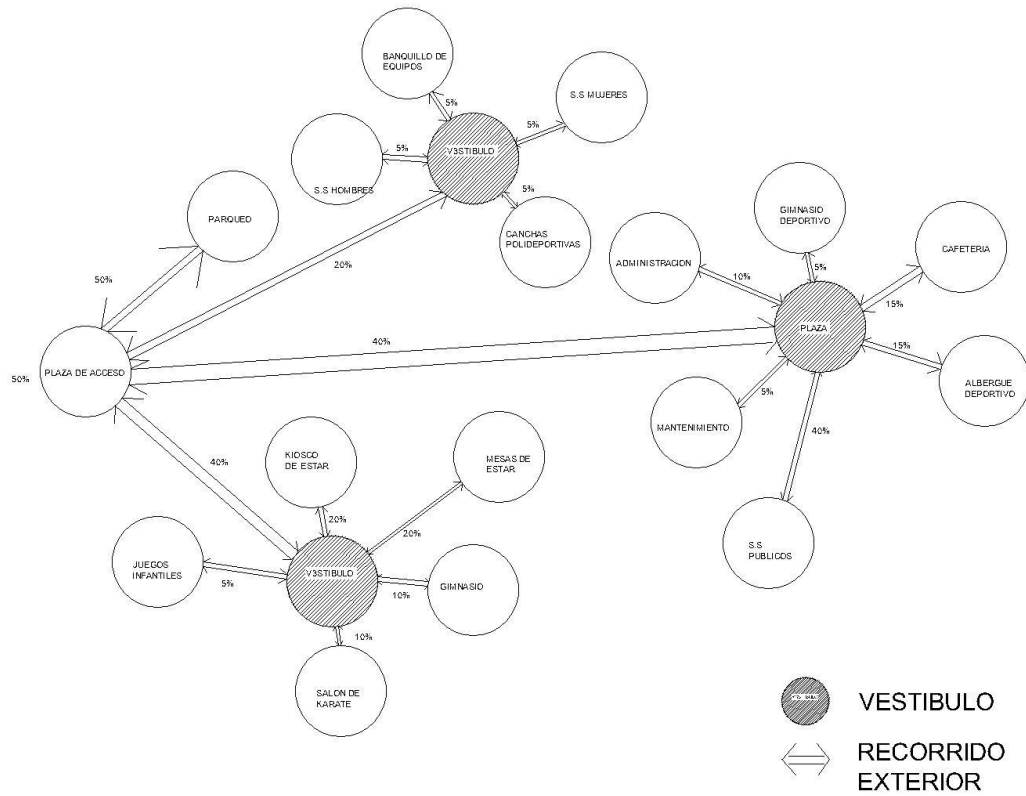 BANQUILLO DE
EQUIPOS
5%
S.S MUJERES
5%
V3STIBULO
5%
S.S HOMBRES
5%
CANCHAS
POLIDEPORTIVAS
PARQUEO
50%
20%
GIMNASIO
DEPORTIVO
CAFETERIA
ADMINISTRACION
10%
5%
15%
PLAZA
40%
15%
PLAZA DE ACCESO
50%
ALBERGUE
DEPORTIVO
5%
MANTENIMIENTO
40%
S.S
PUBLICOS
40%
KIOSCO
DE ESTAR
MESAS DE
ESTAR
20%
20%
JUEGOS
INFANTILES
5%
V3STIBULO
10%
GIMNASIO
10%
SALON DE
KARATE
VESTIBULO
RECORRIDO
EXTERIOR